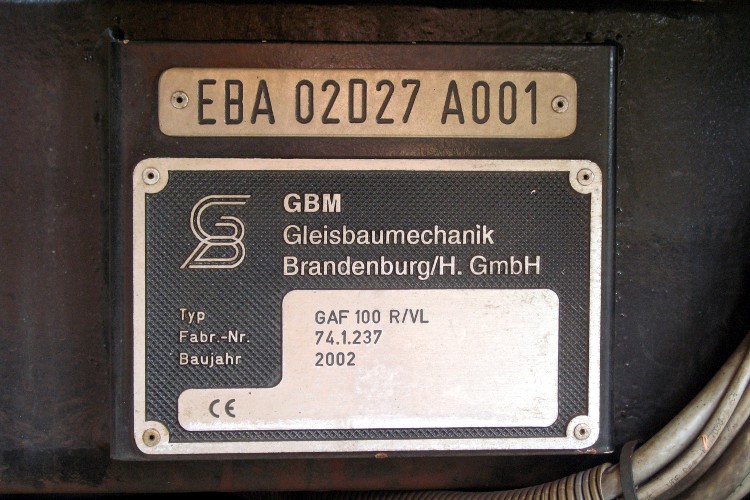 EBA 02D27 A001
GBM
Gleisbaumechanik
Brandenburg/H. GmbH
Typ GAF 100 R/VL
Fabr.-Nr. 74.1.237
Baujahr 2002
CE